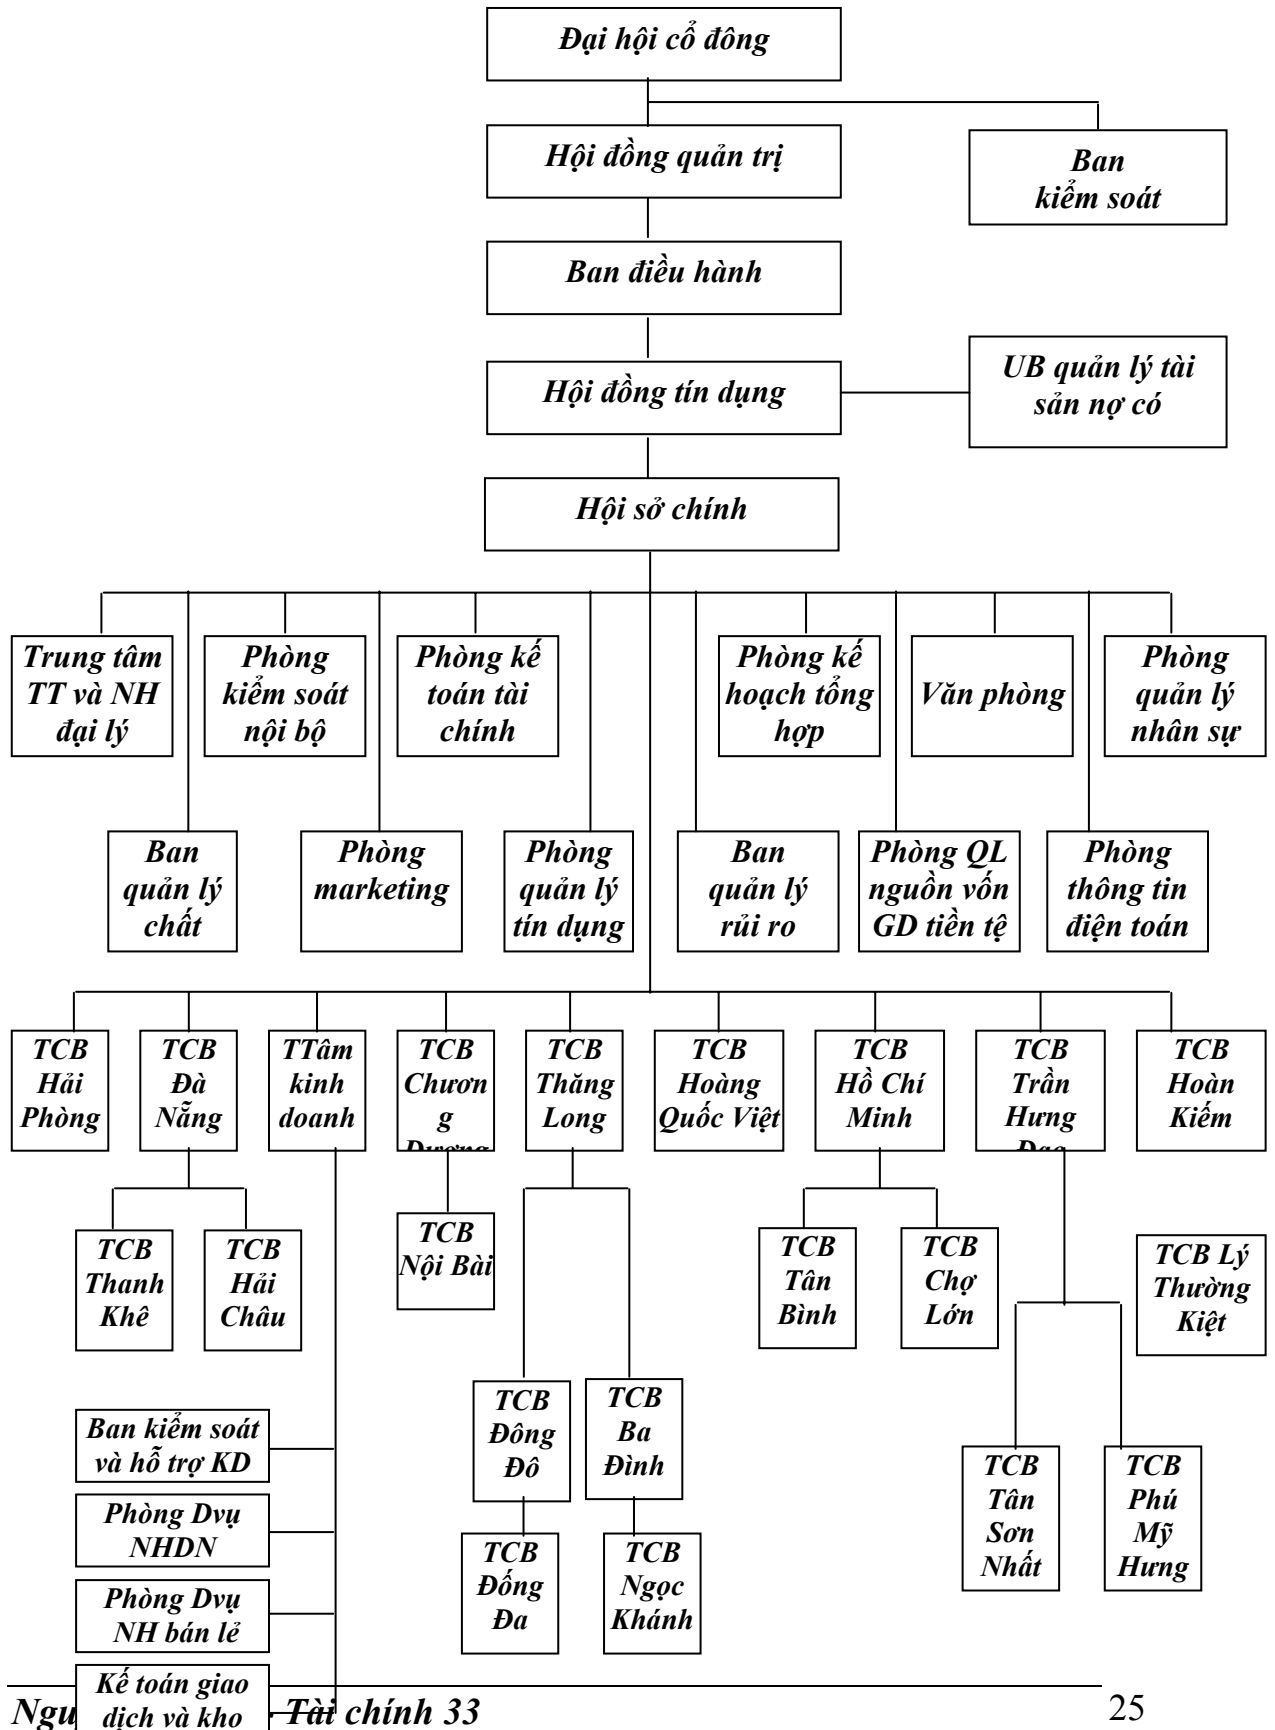 Đại hội cổ đông
Hội đồng quản trị
Ban
kiểm soát
Ban điều hành
Hội đồng tín dụng
UB quản lý tài
sản nợ có
Hội sở chính
Trung tâm
TT và NH
đại lý
Phòng
kiểm soát
nội bộ
Phòng kế
toán tài
chính
Phòng kế
hoạch tổng
hợp
Văn phòng
Phòng
quản lý
nhân sự
Ban
quản lý
chất
Phòng
marketing
Phòng
quản lý
tín dụng
Ban
quản lý
rủi ro
Phòng QL
nguồn vốn
GD tiền tệ
Phòng
thông tin
điện toán
TCB
Hải
Phòng
TCB
Đà
Nẵng
TTâm
kinh
doanh
TCB
Chươn
g
Dương
TCB
Thăng
Long
TCB
Hoàng
Quốc Việt
TCB
Hồ Chí
Minh
TCB
Trần
Hưng
Đạo
TCB
Hoàn
Kiếm
TCB
Thanh
Khê
TCB
Hải
Châu
TCB
Nội Bài
TCB
Tân
Bình
TCB
Chợ
Lớn
TCB Lý
Thường
Kiệt
TCB
Đông
Đô
TCB
Ba
Đình
Ban kiểm soát
và hỗ trợ KD
TCB
Tân
Sơn
Nhất
TCB
Phú
Mỹ
Hưng
Phòng Dvụ
NHDN
TCB
Đống
Đa
TCB
Ngọc
Khánh
Phòng Dvụ
NH bán lẻ
Kế toán giao
dịch và kho
Tài chính 33
25